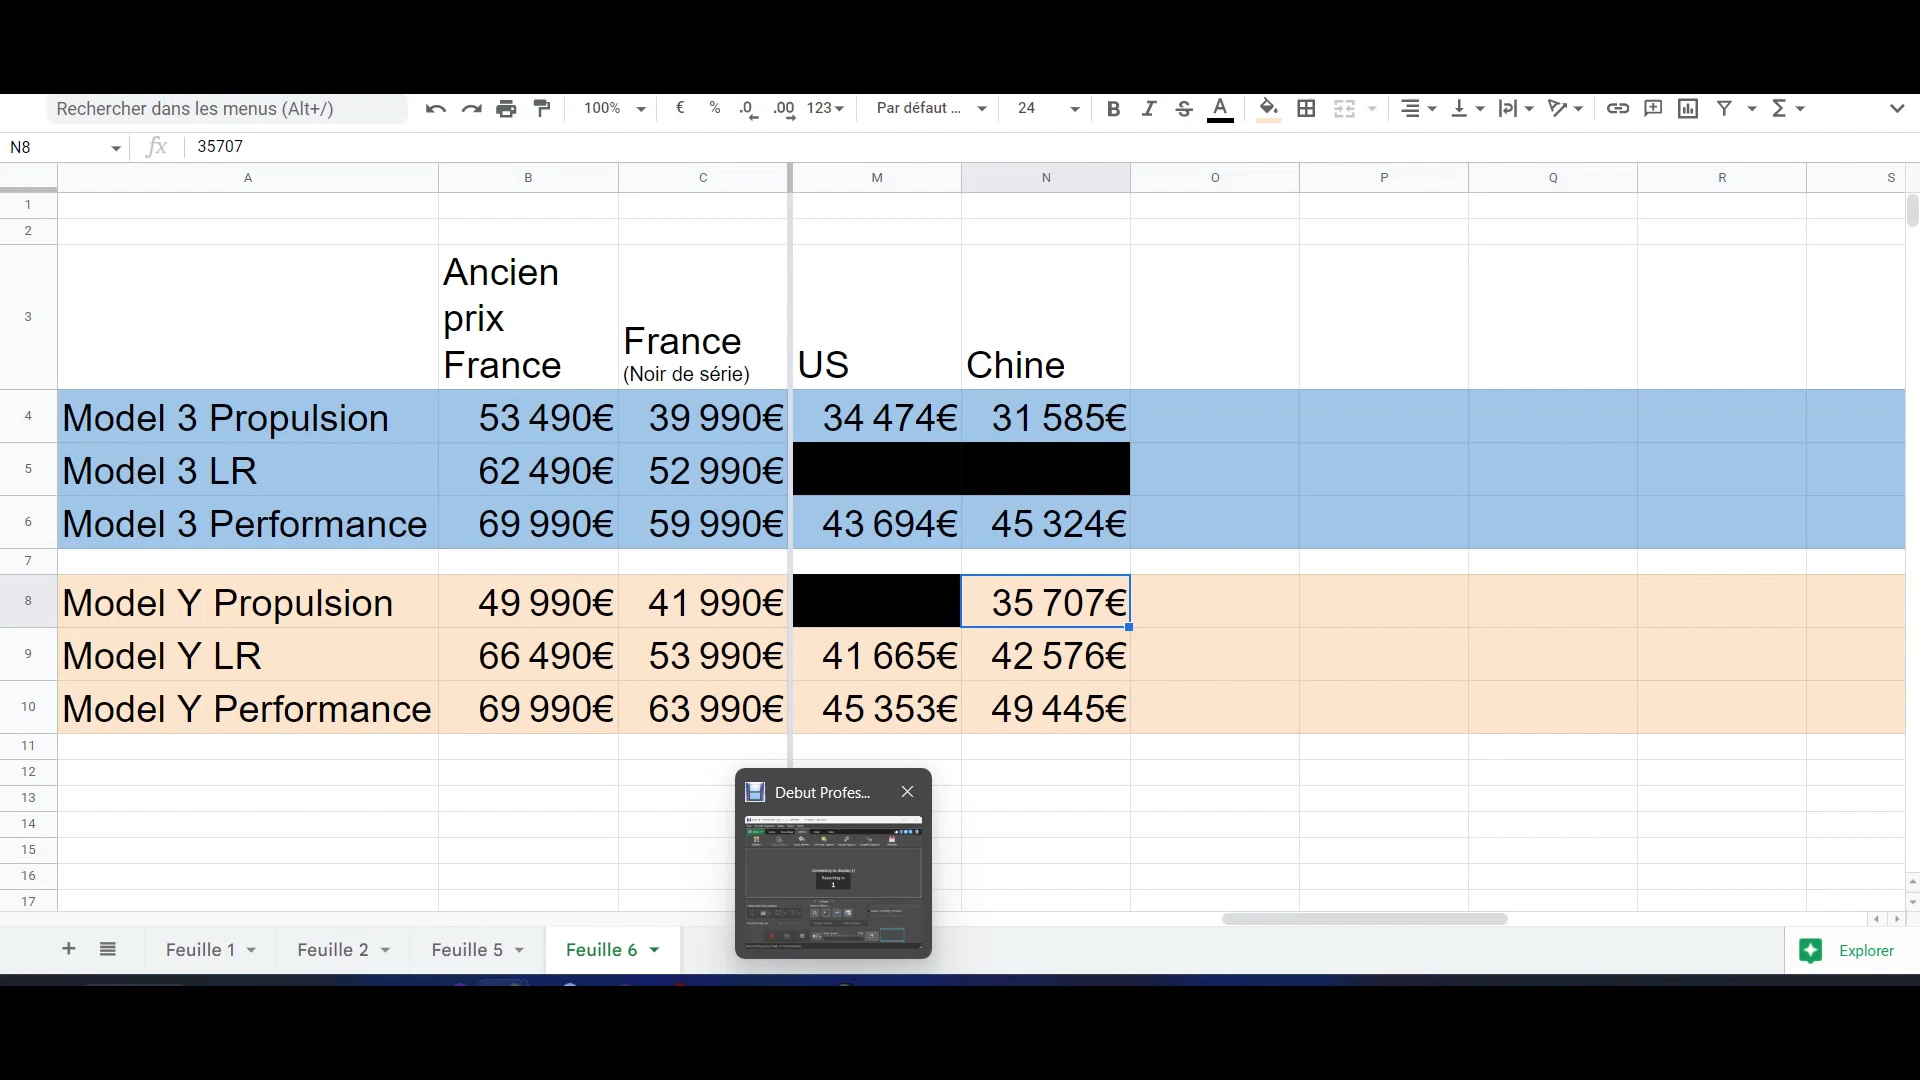 Rechercher dans les menus (Alt+/)
100%
€
%
.0
.00
123
Par défaut ...
24
B
I
S
A
Σ
N8
fx
35707
A B C M N O P Q R S
1
2
3
Ancien
prix
France
France
(Noir de série)
US
Chine
4 Model 3 Propulsion 53 490€ 39 990€ 34 474€ 31 585€
5 Model 3 LR 62 490€ 52 990€
6 Model 3 Performance 69 990€ 59 990€ 43 694€ 45 324€
7
8 Model Y Propulsion 49 990€ 41 990€ 35 707€
9 Model Y LR 66 490€ 53 990€ 41 665€ 42 576€
10 Model Y Performance 69 990€ 63 990€ 45 353€ 49 445€
11
12
13
14
15
16
17
Debut Profes...
Feuille 1
Feuille 2
Feuille 5
Feuille 6
Explorer